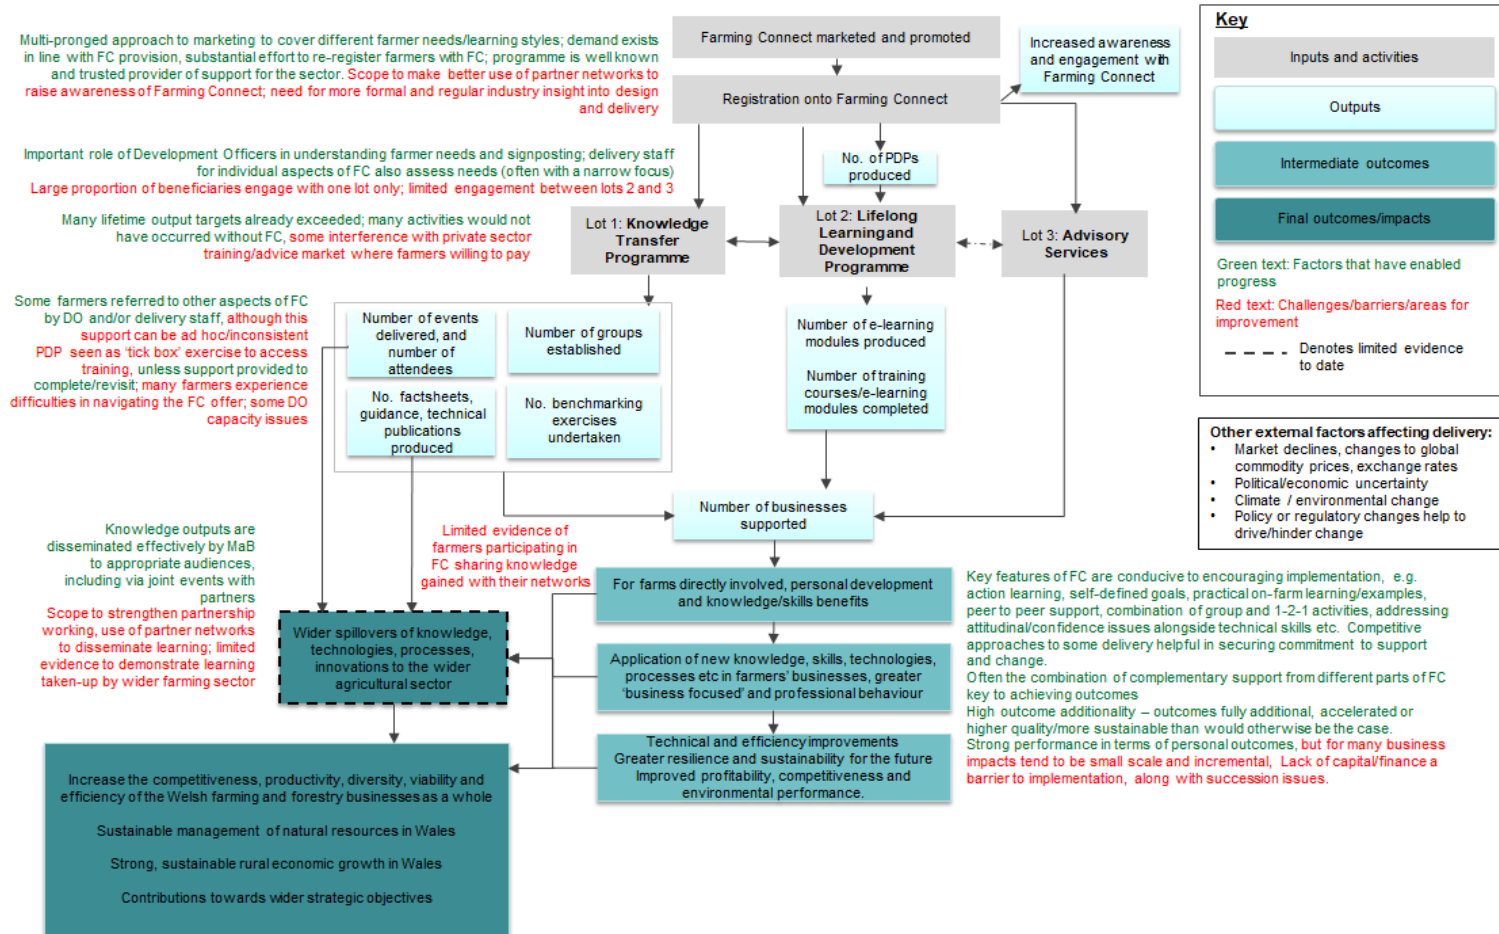 Farming Connect marketed and promoted
Increased awareness
and engagement with
Farming Connect
Key
Inputs and activities
Outputs
Intermediate outcomes
Final outcomes/impacts
Green text: Factors that have enabled
progress
Red text: Challenges/barriers/areas for
improvement
Denotes limited evidence
to date
Multi-pronged approach to marketing to cover different farmer needs/learning styles; demand exists
in line with FC provision, substantial effort to re-register farmers with FC; programme is well known
and trusted provider of support for the sector. Scope to make better use of partner networks to
raise awareness of Farming Connect; need for more formal and regular industry insight into design
and delivery
Registration onto Farming Connect
Important role of Development Officers in understanding farmer needs and signposting; delivery staff
for individual aspects of FC also assess needs (often with a narrow focus)
Large proportion of beneficiaries engage with one lot only; limited engagement between lots 2 and 3
No. of PDPs
produced
Many lifetime output targets already exceeded; many activities would not
have occurred without FC, some interference with private sector
training/advice market where farmers willing to pay
Lot 1: Knowledge
Transfer
Programme
Lot 2: Lifelong
Learning and
Development
Programme
Lot 3: Advisory
Services
Some farmers referred to other aspects of FC
by DO and/or delivery staff, although this
support can be ad hoc/inconsistent
PDP seen as 'tick box' exercise to access
training, unless support provided to
complete/revisit; many farmers experience
difficulties in navigating the FC offer; some DO
capacity issues
Number of events
delivered, and
number of
attendees
Number of groups
established
No. factsheets,
guidance, technical
publications
produced
No. benchmarking
exercises
undertaken
Number of e-learning
modules produced
Number of training
courses/e-learning
modules completed
Other external factors affecting delivery:
• Market declines, changes to global
commodity prices, exchange rates
• Political/economic uncertainty
• Climate / environmental change
• Policy or regulatory changes help to
drive/hinder change
Number of businesses
supported
Knowledge outputs are
disseminated effectively by MaB
to appropriate audiences,
including via joint events with
partners
Scope to strengthen partnership
working, use of partner networks
to disseminate learning; limited
evidence to demonstrate learning
taken-up by wider farming sector
Limited evidence of
farmers participating in
FC sharing knowledge
gained with their networks
For farms directly involved, personal development
and knowledge/skills benefits
Wider spillovers of knowledge,
technologies, processes,
innovations to the wider
agricultural sector
Application of new knowledge, skills, technologies,
processes etc in farmers' businesses, greater
'business focused' and professional behaviour
Technical and efficiency improvements
Greater resilience and sustainability for the future
Improved profitability, competitiveness and
environmental performance.
Key features of FC are conducive to encouraging implementation, e.g.
action learning, self-defined goals, practical on-farm learning/examples,
peer to peer support, combination of group and 1-2-1 activities, addressing
attitudinal/confidence issues alongside technical skills etc. Competitive
approaches to some delivery helpful in securing commitment to support
and change.
Often the combination of complementary support from different parts of FC
key to achieving outcomes
High outcome additionality – outcomes fully additional, accelerated or
higher quality/more sustainable than would otherwise be the case.
Strong performance in terms of personal outcomes, but for many business
impacts tend to be small scale and incremental, Lack of capital/finance a
barrier to implementation, along with succession issues.
Increase the competitiveness, productivity, diversity, viability and
efficiency of the Welsh farming and forestry businesses as a whole
Sustainable management of natural resources in Wales
Strong, sustainable rural economic growth in Wales
Contributions towards wider strategic objectives